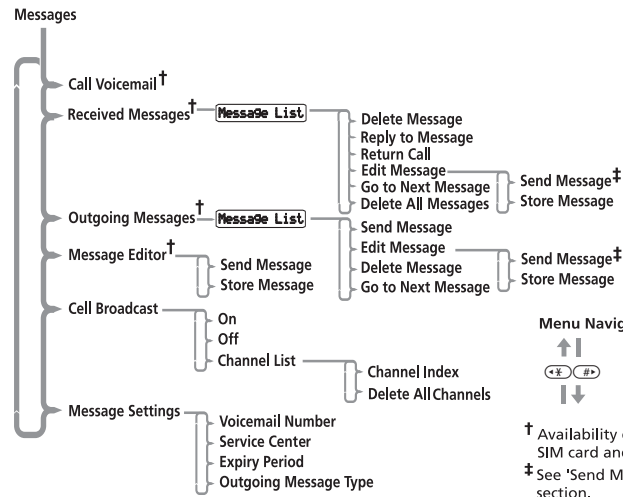 Messages
Call Voicemail†
Received Messages†
Message List
Delete Message
Reply to Message
Return Call
Edit Message
Send Message‡
Store Message
Go to Next Message
Delete All Messages
Outgoing Messages†
Message List
Send Message
Edit Message
Send Message‡
Store Message
Delete Message
Go to Next Message
Message Editor†
Send Message
Store Message
Cell Broadcast
On
Off
Channel List
Channel Index
Delete All Channels
Message Settings
Voicemail Number
Service Center
Expiry Period
Outgoing Message Type
Menu Navig
* #
† Availability
SIM card and
‡ See 'Send M
section.